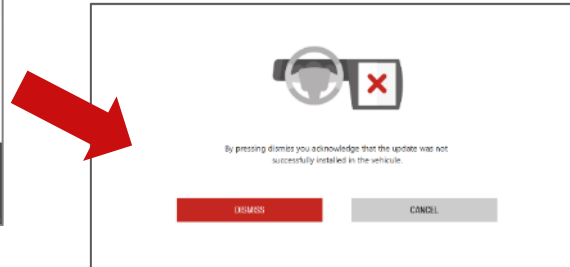 By pressing dismiss you acknowledge that the update was not
successfully installed in the vehicule.
DISMISS
CANCEL